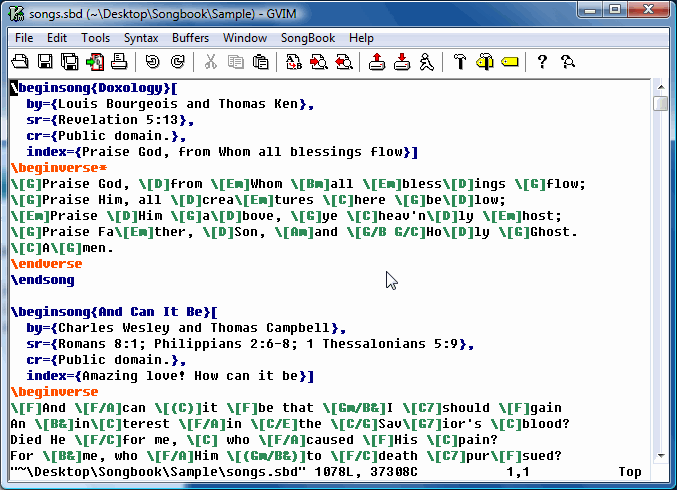 songs.sbd (~\Desktop\Songbook\Sample) - GVIM
File Edit Tools Syntax Buffers Window SongBook Help
\beginsong{Doxology}[
  by={Louis Bourgeois and Thomas Ken},
  sr={Revelation 5:13},
  cr={Public domain.},
  index={Praise God, from Whom all blessings flow}]
\beginverse*
\[G]Praise God, \[D]from \[Em]Whom \[Bm]all \[Em]bless\[D]ings \[G]flow;
\[G]Praise Him, all \[D]crea\[Em]tures \[C]here \[G]be\[D]low;
\[Em]Praise \[D]Him \[G]a\[D]bove, \[G]ye \[C]heav'n\[D]ly \[Em]host;
\[G]Praise Fa\[Em]ther, \[D]Son, \[Am]and \[G/B G/C]Ho\[D]ly \[G]Ghost.
\[C]A\[G]men.
\endverse
\endsong
\beginsong{And Can It Be}[
  by={Charles Wesley and Thomas Campbell},
  sr={Romans 8:1; Philippians 2:6-8; 1 Thessalonians 5:9},
  cr={Public domain.},
  index={Amazing love! How can it be}]
\beginverse
\[F]And \[F/A]can \[(C)]it \[F]be that \[Gm/B&]I \[C7]should \[F]gain
An \[B&]in\[C]terest \[F/A]in \[C/E]the \[C/G]Sav\[G7]ior's \[C]blood?
Died He \[F/C]for me, \[C] who \[F/A]caused \[F]His \[C]pain?
For \[B&]me, who \[F/A]Him \[(Gm/B&)]to \[F/C]death \[C7]pur\[F]sued?
"~\Desktop\Songbook\Sample\songs.sbd" 1078L, 37308C 1,1 Top